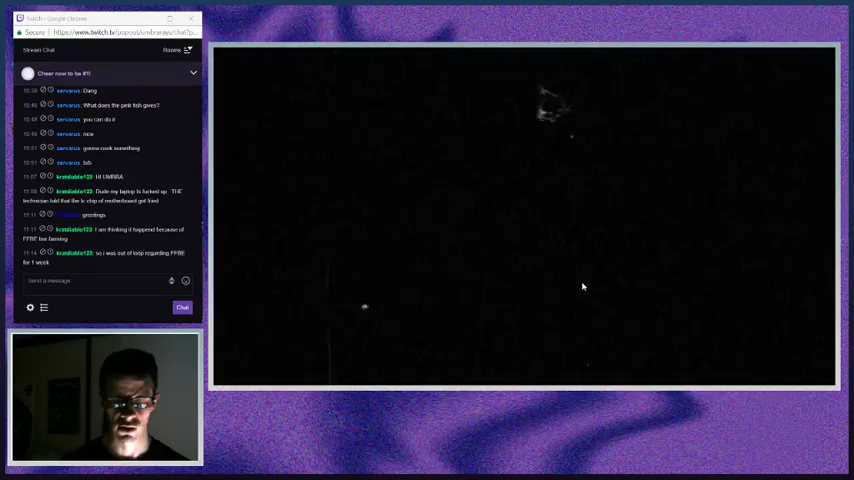 Twitch - Google Chrome
Secure https://www.twitch.tv/popout/umbrarays/chat?p...
Stream Chat
Rooms
Cheer now to be #1!
10:39 servarus: Dang
10:46 servarus: What does the pink fish gives?
10:48 servarus: you can do it
10:49 servarus: nice
10:51 servarus: gonna cook something
10:51 servarus: brb
11:07 kratdiablo123: HI UMBRA
11:09 kratdiablo123: Dude my laptop is fucked up . THE
technician told that the ic chip of motherboard got fried
11:11 greetings
11:11 kratdiablo123: I am thinking it happend because of
FFBE tmr farming
11:14 kratdiablo123: so i was out of loop regarding FFBE
for 1 week
Send a message
Chat